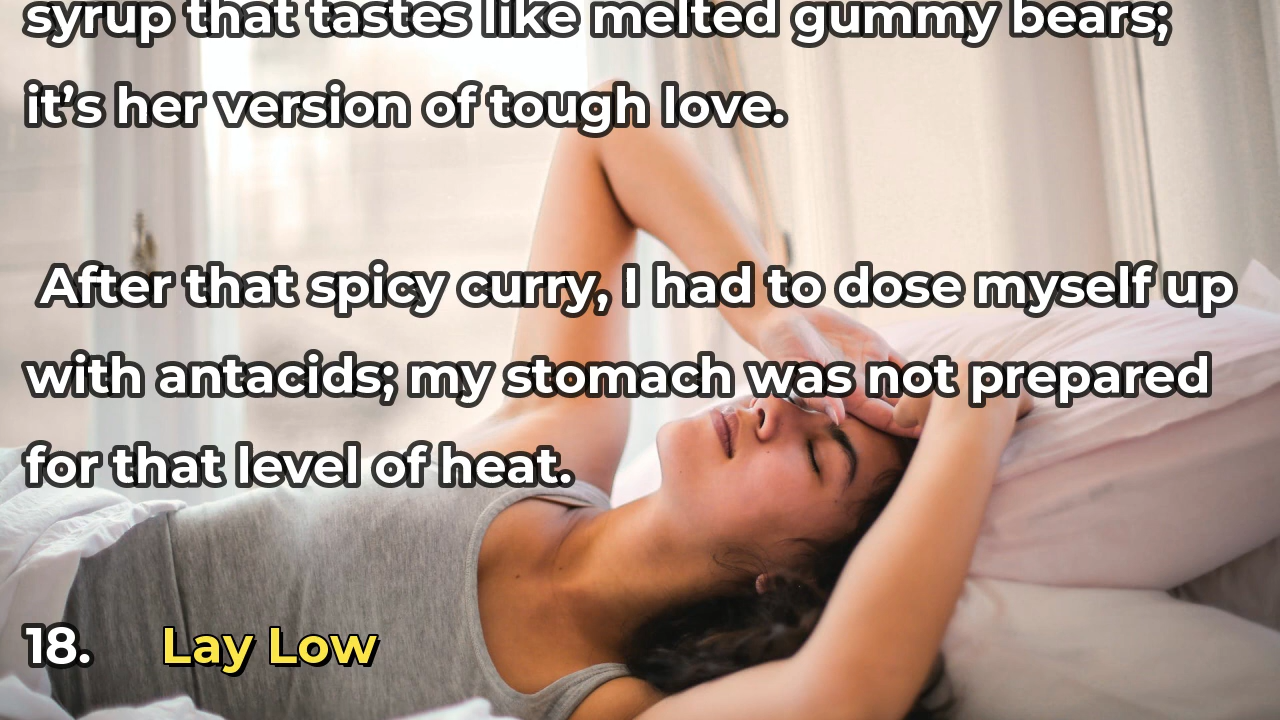 syrup that tastes like melted gummy bears;
it’s her version of tough love.
After that spicy curry, I had to dose myself up
with antacids; my stomach was not prepared
for that level of heat.
18. Lay Low